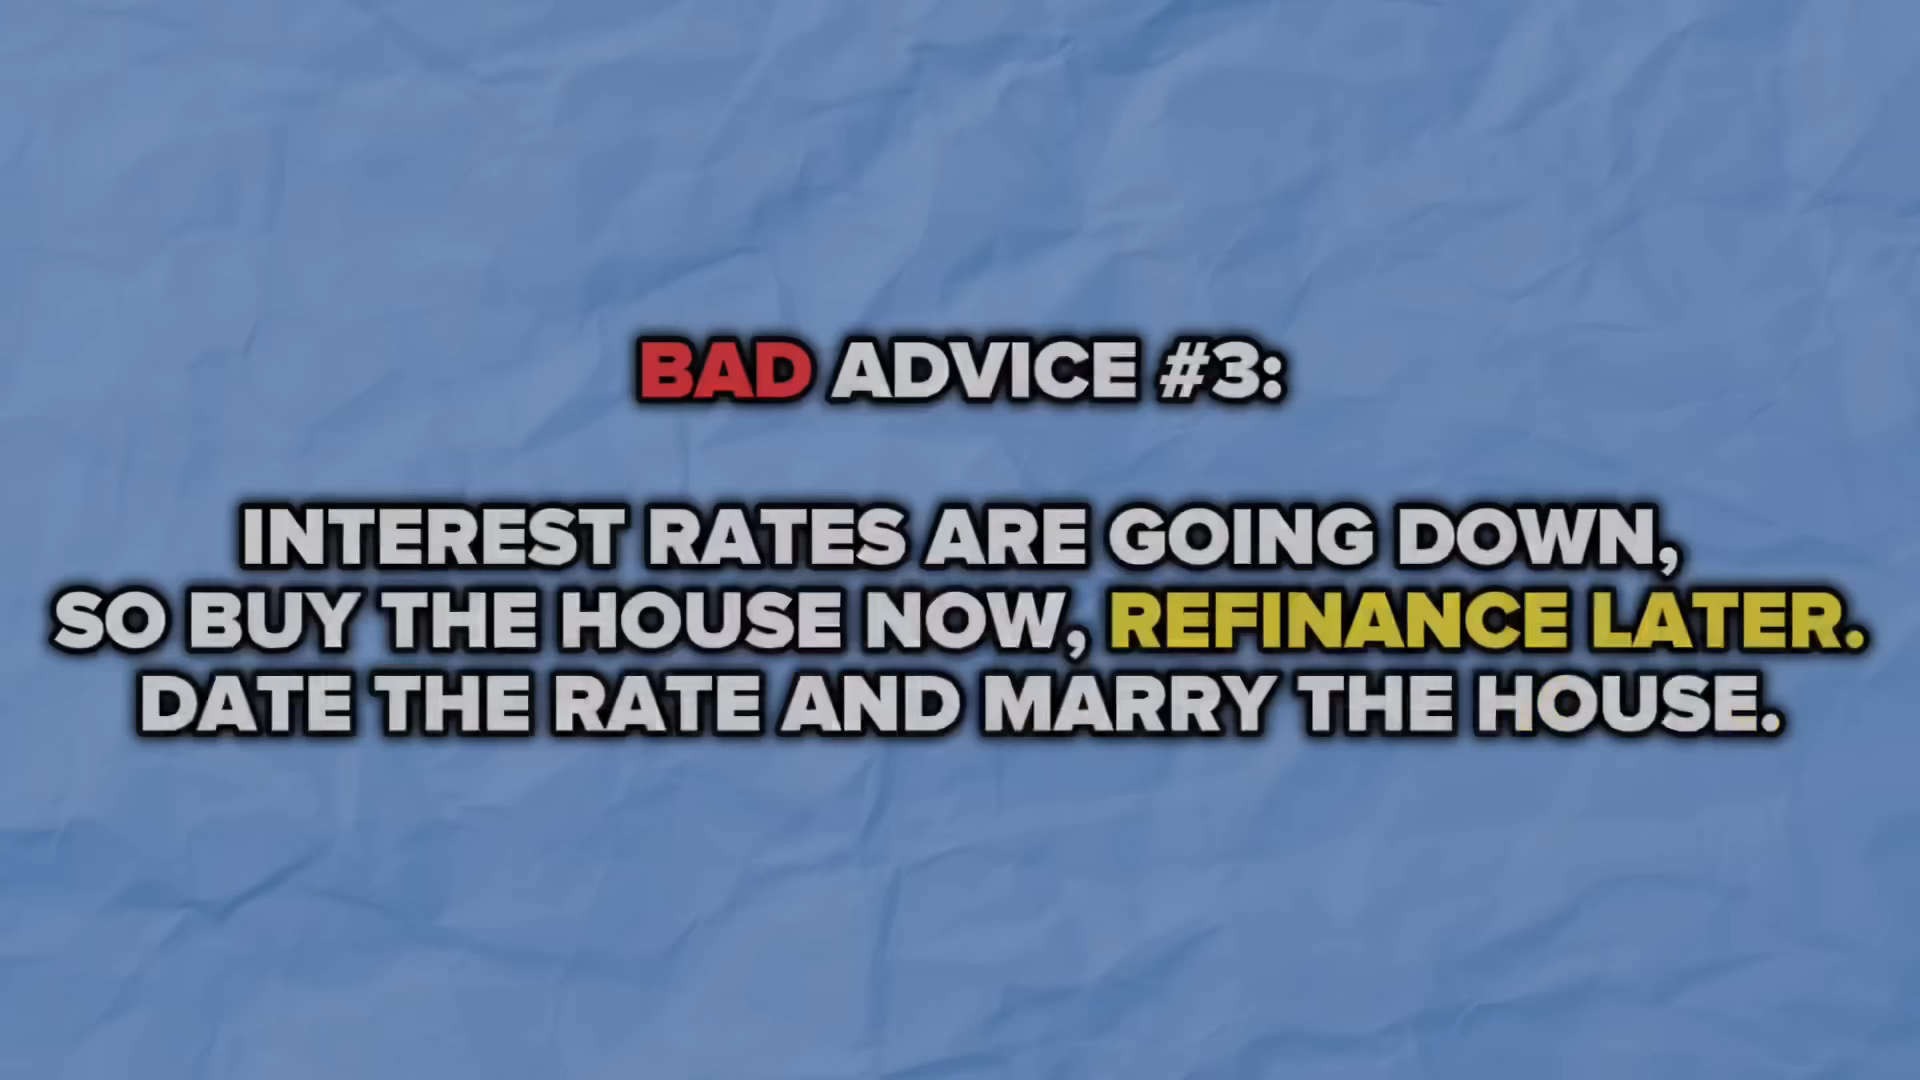 BAD ADVICE #3:
INTEREST RATES ARE GOING DOWN,
SO BUY THE HOUSE NOW, REFINANCE LATER.
DATE THE RATE AND MARRY THE HOUSE.